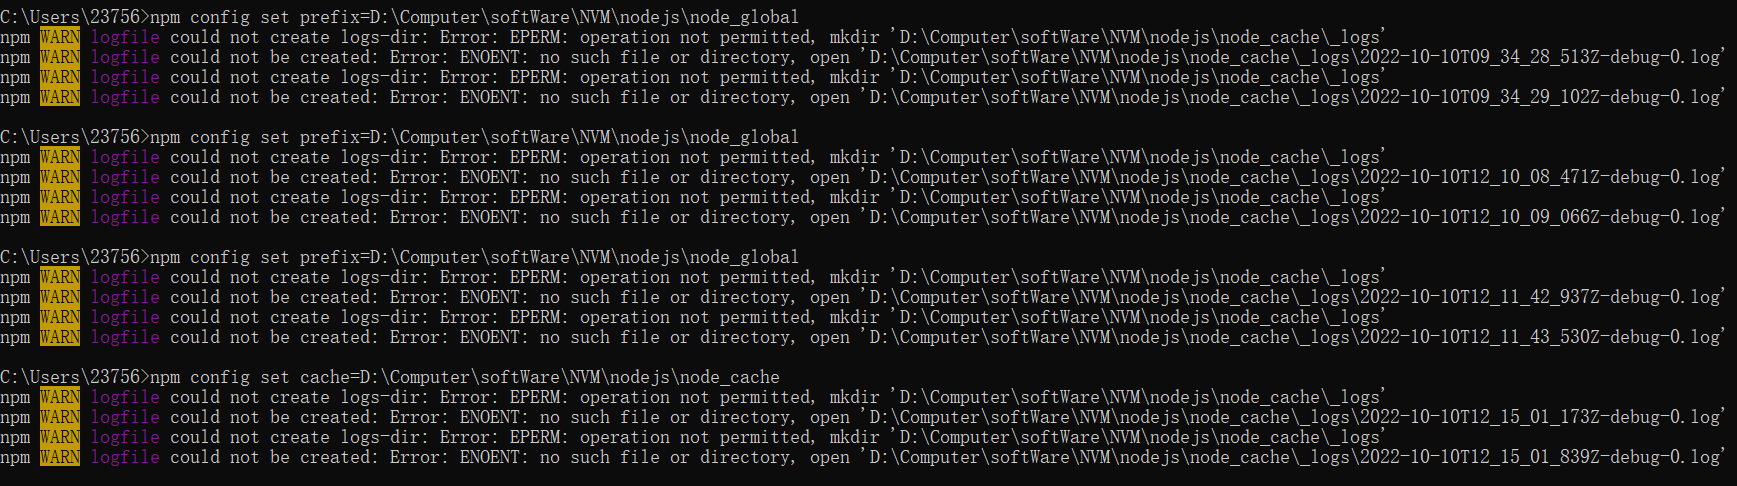 C:\Users\23756>npm config set prefix=D:\Computer\softWare\NVM\nodejs\node_global
npm WARN logfile could not create logs-dir: Error: EPERM: operation not permitted, mkdir 'D:\Computer\softWare\NVM\nodejs\node_cache\_logs'
npm WARN logfile could not be created: Error: ENOENT: no such file or directory, open 'D:\Computer\softWare\NVM\nodejs\node_cache\_logs\2022-10-10T09_34_28_513Z-debug-0.log'
npm WARN logfile could not create logs-dir: Error: EPERM: operation not permitted, mkdir 'D:\Computer\softWare\NVM\nodejs\node_cache\_logs'
npm WARN logfile could not be created: Error: ENOENT: no such file or directory, open 'D:\Computer\softWare\NVM\nodejs\node_cache\_logs\2022-10-10T09_34_29_102Z-debug-0.log'
C:\Users\23756>npm config set prefix=D:\Computer\softWare\NVM\nodejs\node_global
npm WARN logfile could not create logs-dir: Error: EPERM: operation not permitted, mkdir 'D:\Computer\softWare\NVM\nodejs\node_cache\_logs'
npm WARN logfile could not be created: Error: ENOENT: no such file or directory, open 'D:\Computer\softWare\NVM\nodejs\node_cache\_logs\2022-10-10T12_10_08_471Z-debug-0.log'
npm WARN logfile could not create logs-dir: Error: EPERM: operation not permitted, mkdir 'D:\Computer\softWare\NVM\nodejs\node_cache\_logs'
npm WARN logfile could not be created: Error: ENOENT: no such file or directory, open 'D:\Computer\softWare\NVM\nodejs\node_cache\_logs\2022-10-10T12_10_09_066Z-debug-0.log'
C:\Users\23756>npm config set prefix=D:\Computer\softWare\NVM\nodejs\node_global
npm WARN logfile could not create logs-dir: Error: EPERM: operation not permitted, mkdir 'D:\Computer\softWare\NVM\nodejs\node_cache\_logs'
npm WARN logfile could not be created: Error: ENOENT: no such file or directory, open 'D:\Computer\softWare\NVM\nodejs\node_cache\_logs\2022-10-10T12_11_42_937Z-debug-0.log'
npm WARN logfile could not create logs-dir: Error: EPERM: operation not permitted, mkdir 'D:\Computer\softWare\NVM\nodejs\node_cache\_logs'
npm WARN logfile could not be created: Error: ENOENT: no such file or directory, open 'D:\Computer\softWare\NVM\nodejs\node_cache\_logs\2022-10-10T12_11_43_530Z-debug-0.log'
C:\Users\23756>npm config set cache=D:\Computer\softWare\NVM\nodejs\node_cache
npm WARN logfile could not create logs-dir: Error: EPERM: operation not permitted, mkdir 'D:\Computer\softWare\NVM\nodejs\node_cache\_logs'
npm WARN logfile could not be created: Error: ENOENT: no such file or directory, open 'D:\Computer\softWare\NVM\nodejs\node_cache\_logs\2022-10-10T12_15_01_173Z-debug-0.log'
npm WARN logfile could not create logs-dir: Error: EPERM: operation not permitted, mkdir 'D:\Computer\softWare\NVM\nodejs\node_cache\_logs'
npm WARN logfile could not be created: Error: ENOENT: no such file or directory, open 'D:\Computer\softWare\NVM\nodejs\node_cache\_logs\2022-10-10T12_15_01_839Z-debug-0.log'